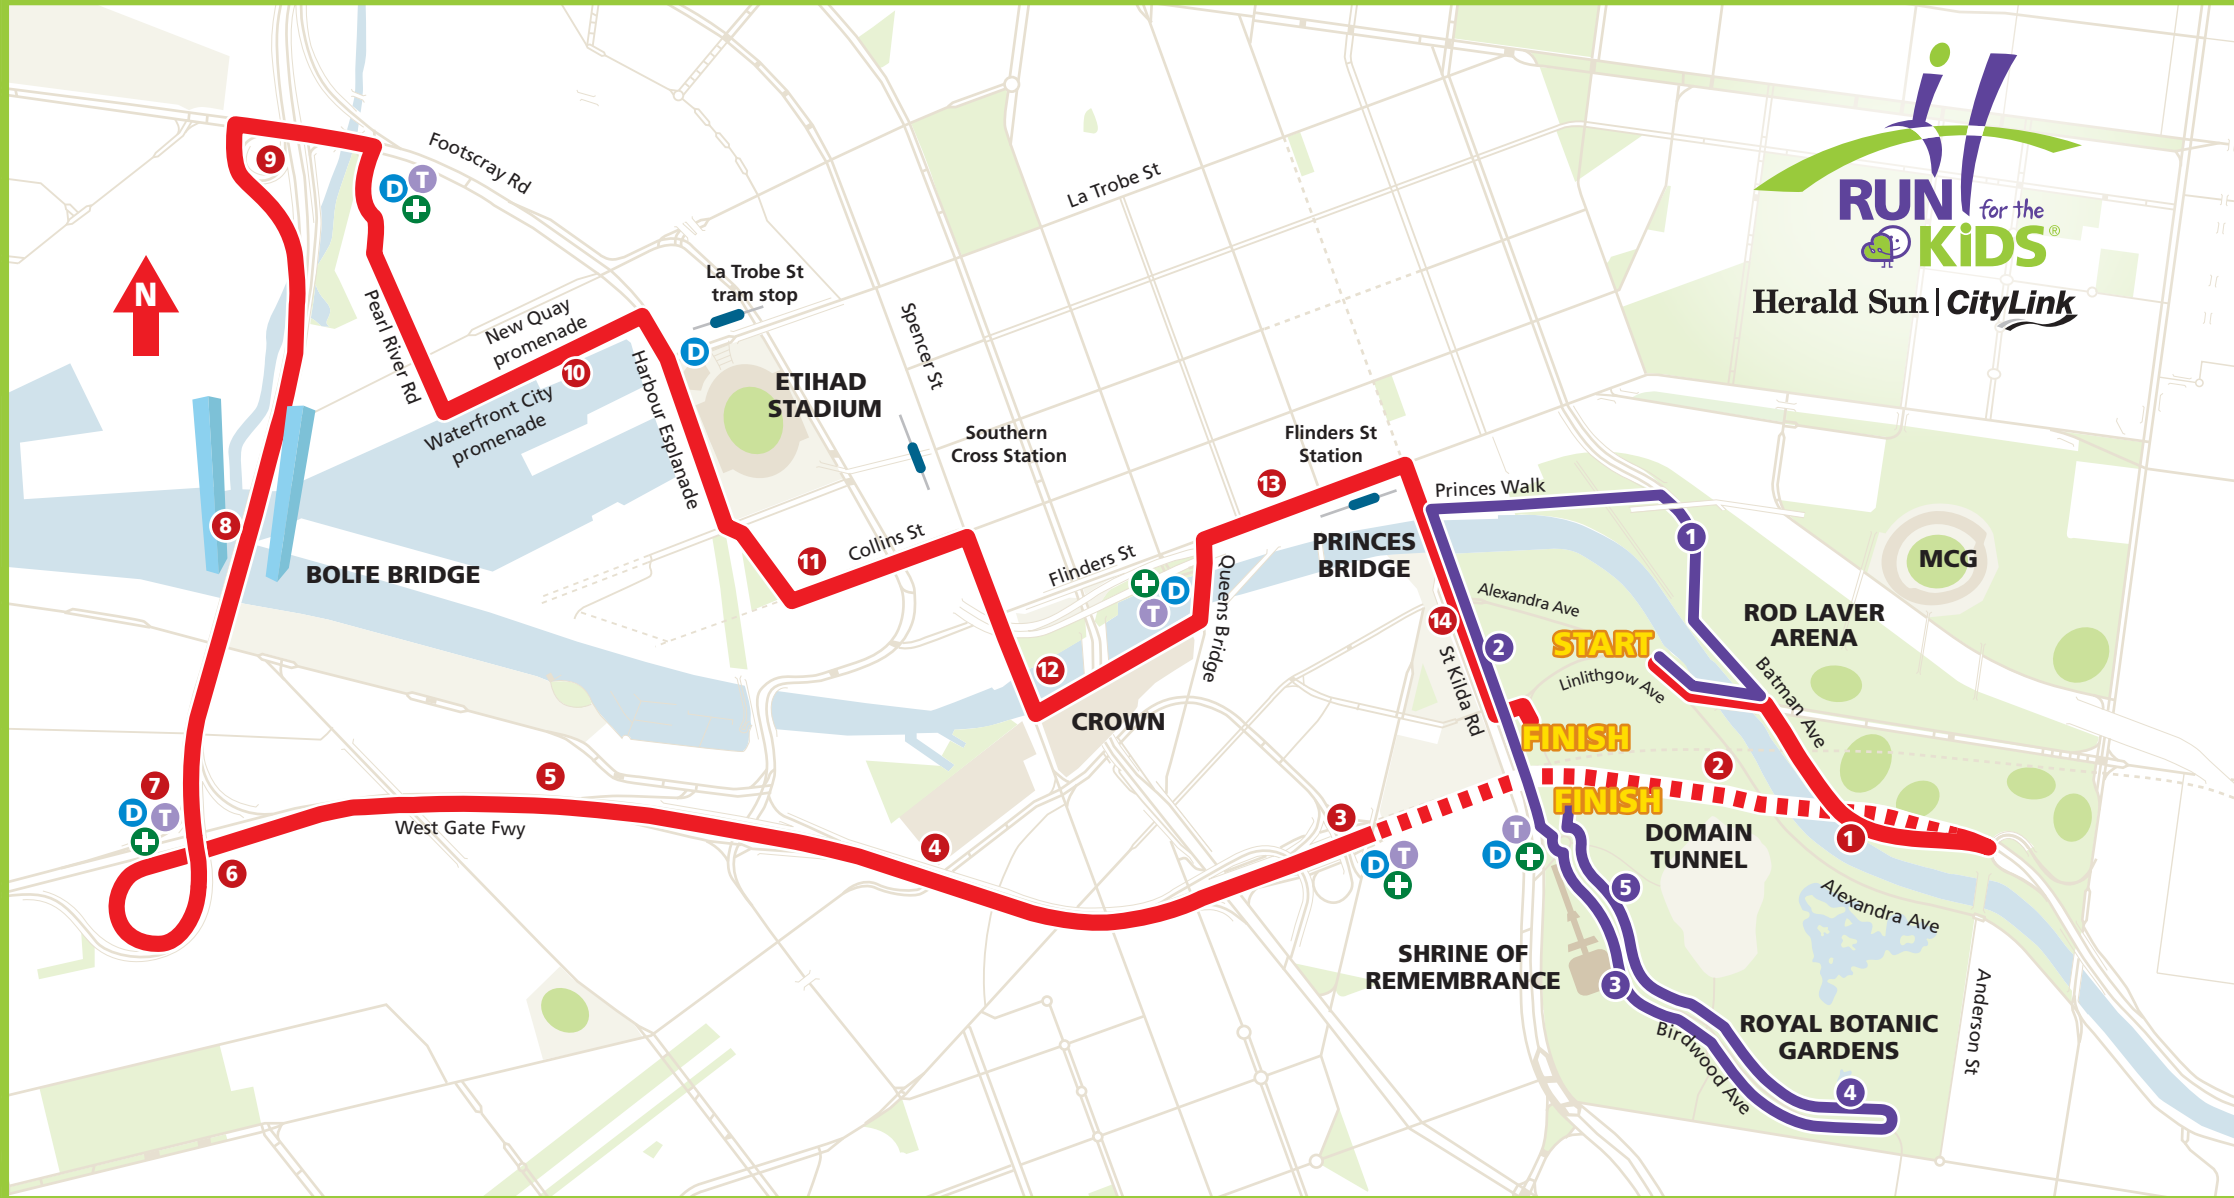 RUN
for the
KiDS®
Herald Sun | CityLink
N
Footscray Rd
La Trobe St
La Trobe St
tram stop
Pearl River Rd
New Quay
promenade
Waterfront City
promenade
Harbour Esplanade
Spencer St
ETIHAD
STADIUM
Southern
Cross Station
Flinders St
Station
Princes Walk
PRINCES
BRIDGE
MCG
ROD LAVER
ARENA
BOLTE BRIDGE
Collins St
Flinders St
Queens Bridge
Alexandra Ave
START
Linlithgow Ave
Batman Ave
St Kilda Rd
CROWN
FINISH
FINISH
DOMAIN
TUNNEL
West Gate Fwy
Alexandra Ave
SHRINE OF
REMEMBRANCE
ROYAL BOTANIC
GARDENS
Birdwood Ave
Anderson St
9
D
T
10
D
8
11
13
12
D
T
14
1
2
7
D
T
6
5
4
3
D
T
2
1
T
D
5
3
4